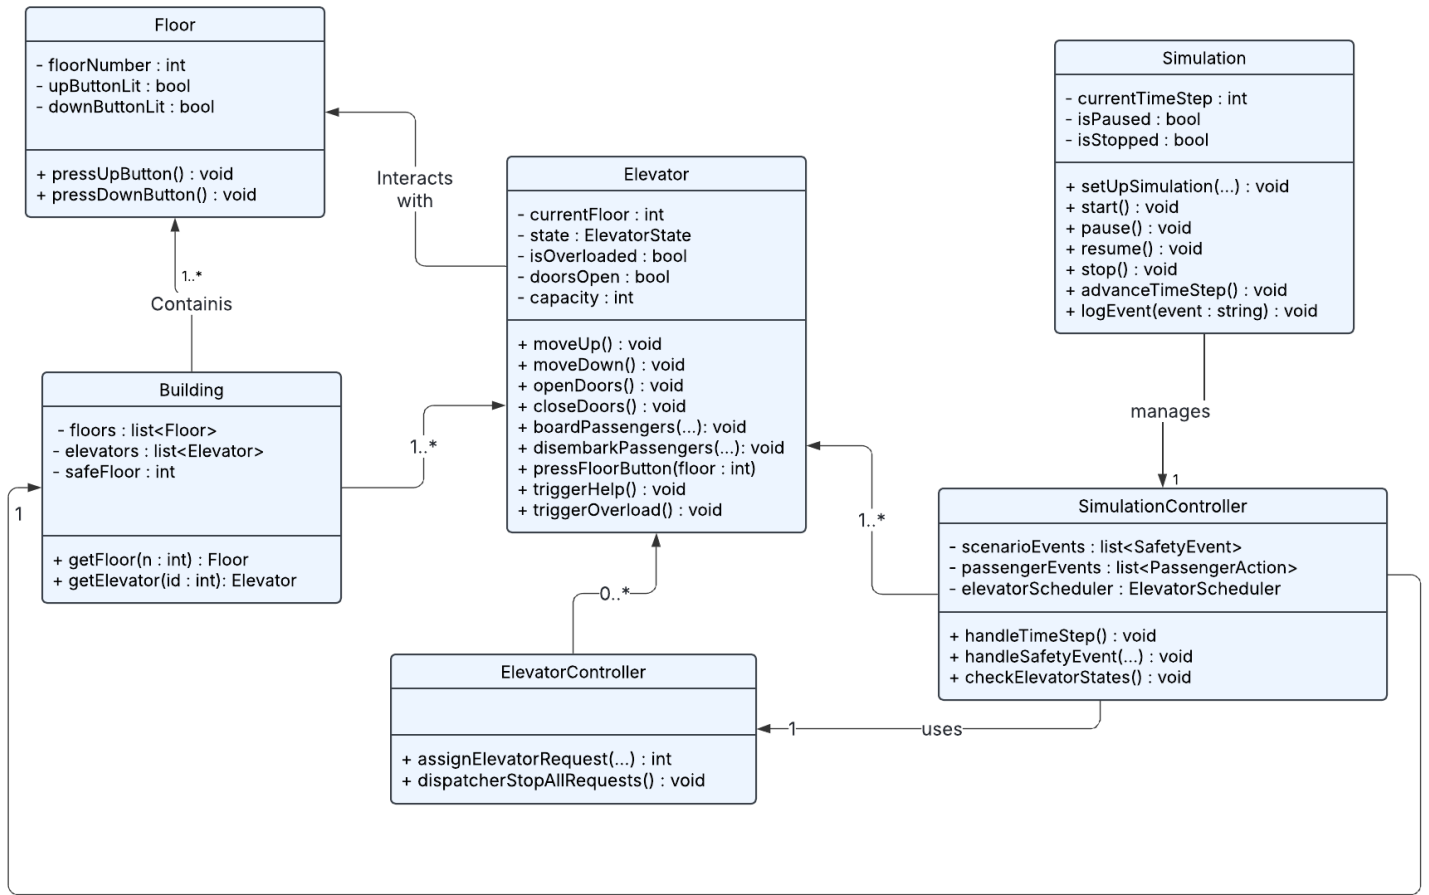 Floor
- floorNumber : int
- upButtonLit : bool
- downButtonLit : bool
+ pressUpButton() : void
+ pressDownButton() : void
Interacts
with
1..*
Containis
Building
- floors : list<Floor>
- elevators : list<Elevator>
- safeFloor : int
+ getFloor(n : int) : Floor
+ getElevator(id : int): Elevator
1
1..*
Elevator
- currentFloor : int
- state : ElevatorState
- isOverloaded : bool
- doorsOpen : bool
- capacity : int
+ moveUp() : void
+ moveDown() : void
+ openDoors() : void
+ closeDoors() : void
+ boardPassengers(...): void
+ disembarkPassengers(...): void
+ pressFloorButton(floor : int)
+ triggerHelp() : void
+ triggerOverload() : void
0..*
ElevatorController
+ assignElevatorRequest(...) : int
+ dispatcherStopAllRequests() : void
Simulation
- currentTimeStep : int
- isPaused : bool
- isStopped : bool
+ setUpSimulation(...) : void
+ start() : void
+ pause() : void
+ resume() : void
+ stop() : void
+ advanceTimeStep() : void
+ logEvent(event : string) : void
manages
1
1..*
SimulationController
- scenarioEvents : list<SafetyEvent>
- passengerEvents : list<PassengerAction>
- elevatorScheduler : ElevatorScheduler
+ handleTimeStep() : void
+ handleSafetyEvent(...) : void
+ checkElevatorStates() : void
1
uses